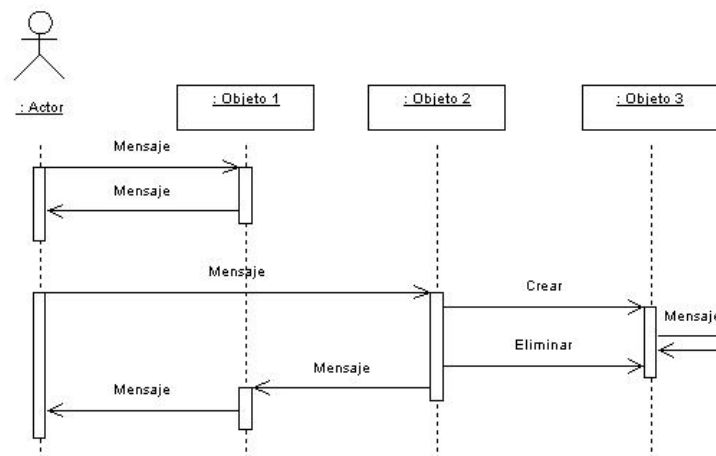 : Actor
: Objeto 1
: Objeto 2
: Objeto 3
Mensaje
Mensaje
Mensaje
Crear
Mensaje
Eliminar
Mensaje
Mensaje